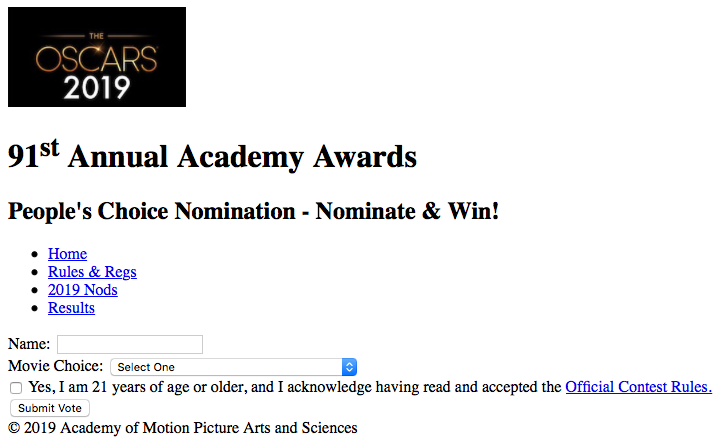 THE
OSCARS
2019
91st Annual Academy Awards
People's Choice Nomination - Nominate & Win!
Home
Rules & Regs
2019 Nods
Results
Name:
Movie Choice: Select One
Yes, I am 21 years of age or older, and I acknowledge having read and accepted the Official Contest Rules.
Submit Vote
© 2019 Academy of Motion Picture Arts and Sciences